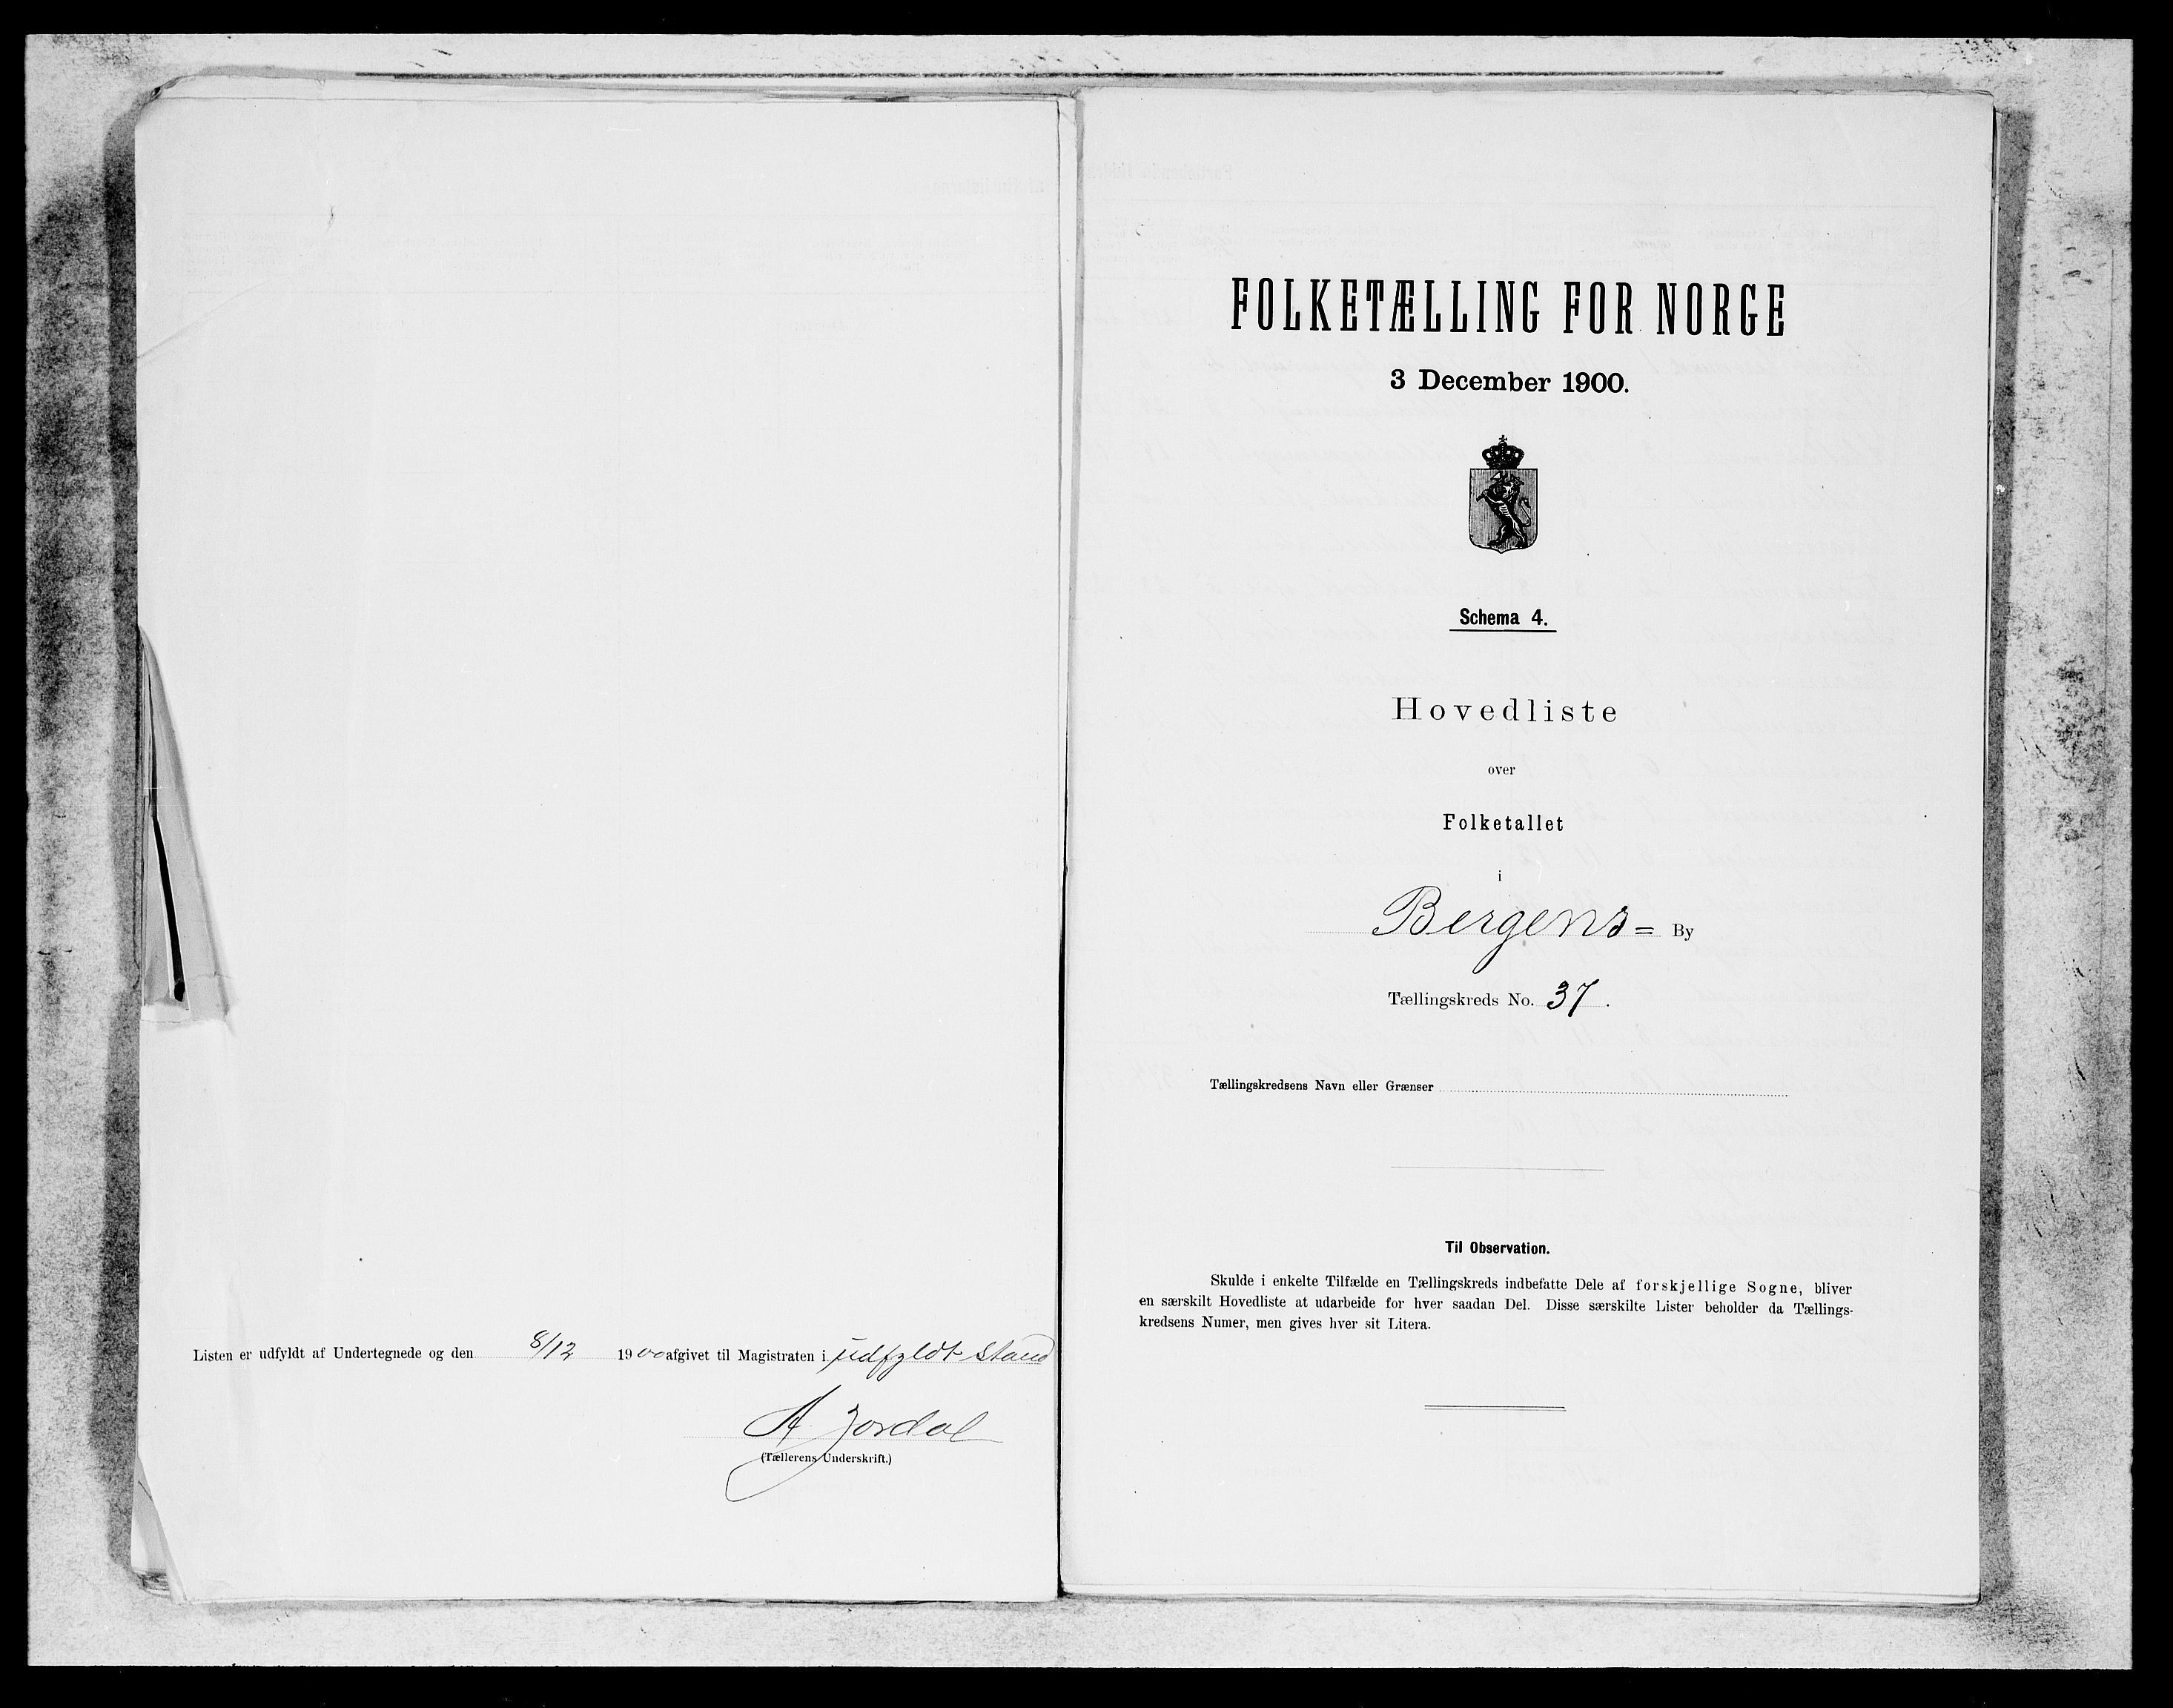 Listen er udfyldt af Undertegnede og den 8/12 1900 afgivet til Magistraten i udfyldt Stand
A. Jordal
(Tællerens Underskrift.)
FOLKETÆLLING FOR NORGE
3 December 1900.
Schema 4.
Hovedliste
over
Folketallet
i
Bergens= By
Tællingskreds No. 37.
Tællingskredsens Navn eller Grænser
Til Observation.
Skulde i enkelte Tilfælde en Tællingskreds indbefatte Dele af forskjellige Sogne, bliver
en særskilt Hovedliste at udarbeide for hver saadan Del. Disse særskilte Lister beholder da Tællings-
kredsens Numer, men gives hver sit Litera.